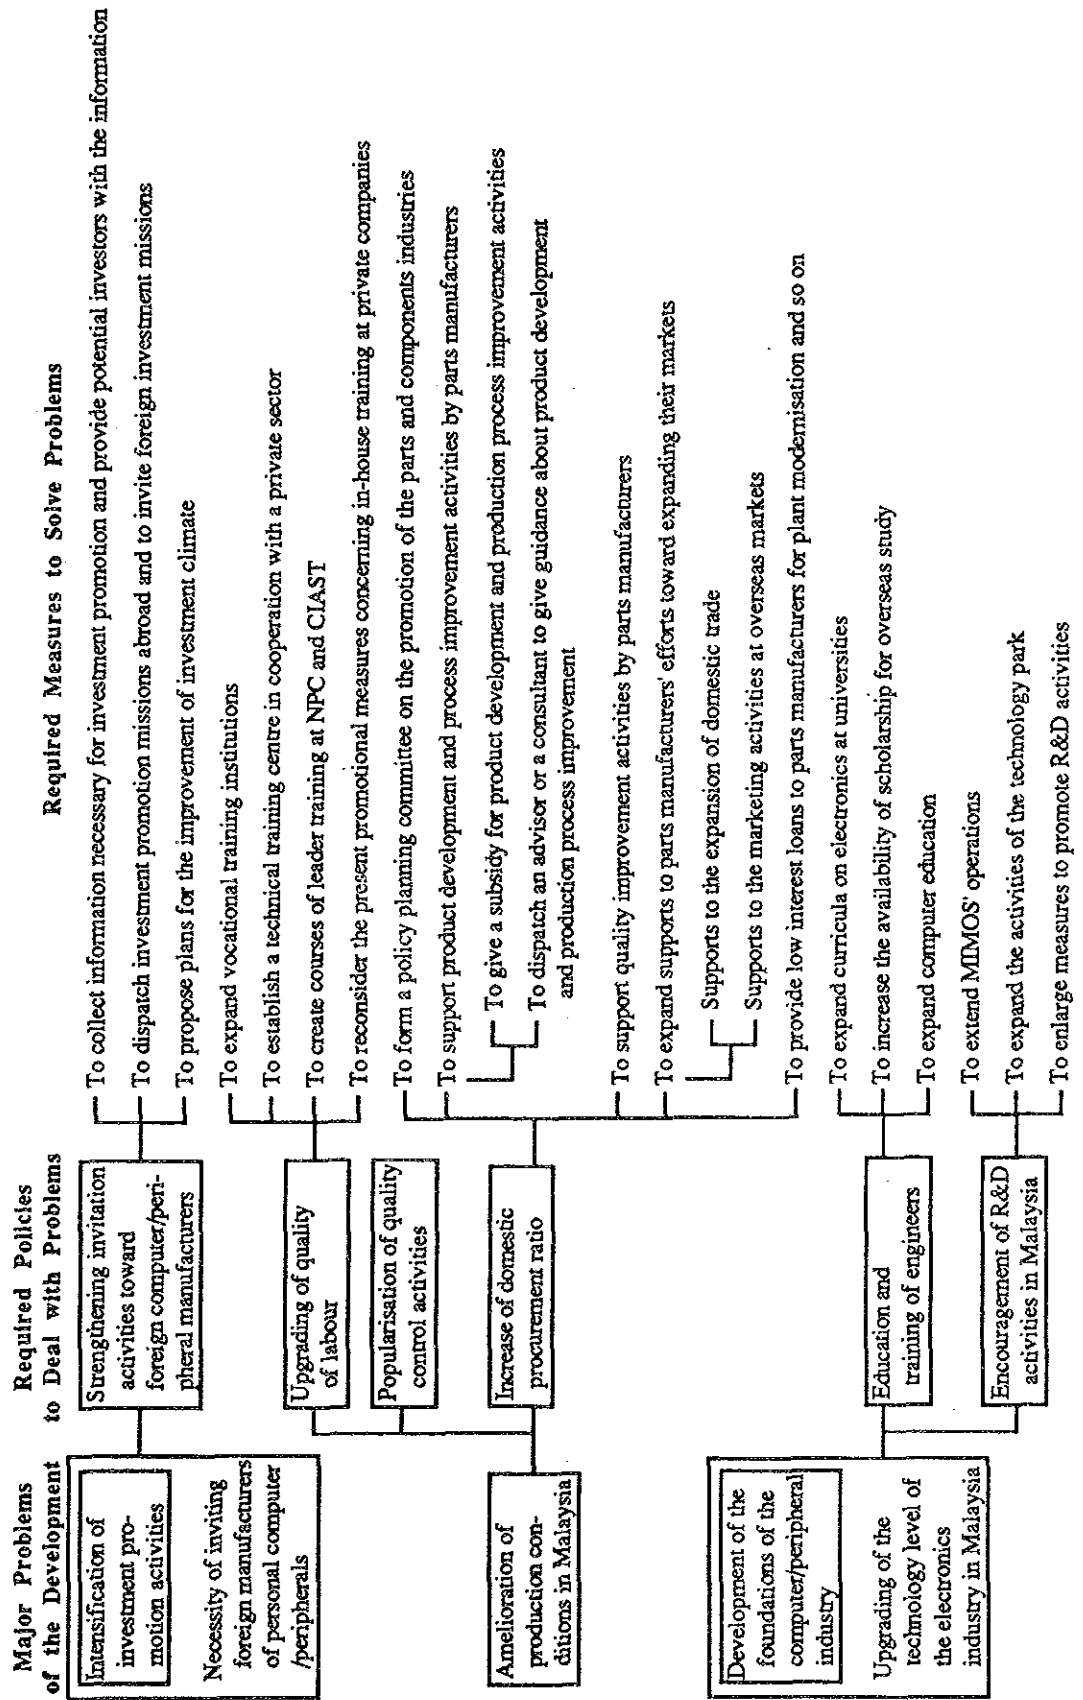 Major Problems
of the Development
Required Policies
to Deal with Problems
Required Measures to Solve Problems
Intensification of
investment pro-
motion activities
Necessity of inviting
foreign manufacturers
of personal computer
/peripherals
Strengthening invitation
activities toward
foreign computer/peri-
pheral manufacturers
To collect information necessary for investment promotion and provide potential investors with the information
To dispatch investment promotion missions abroad and to invite foreign investment missions
To propose plans for the improvement of investment climate
Amelioration of
production con-
ditions in Malaysia
Upgrading of quality
of labour
To expand vocational training institutions
To establish a technical training centre in cooperation with a private sector
To create courses of leader training at NPC and CIAST
To reconsider the present promotional measures concerning in-house training at private companies
Popularisation of quality
control activities
Increase of domestic
procurement ratio
To form a policy planning committee on the promotion of the parts and components industries
To support product development and process improvement activities by parts manufacturers
To give a subsidy for product development and production process improvement activities
To dispatch an advisor or a consultant to give guidance about product development
and production process improvement
To support quality improvement activities by parts manufacturers
To expand supports to parts manufacturers' efforts toward expanding their markets
Supports to the expansion of domestic trade
Supports to the marketing activities at overseas markets
To provide low interest loans to parts manufacturers for plant modernisation and so on
Development of the
foundations of the
computer/peripheral
industry
Upgrading of the
technology level of
the electronics
industry in Malaysia
Education and
training of engineers
To expand curricula on electronics at universities
To increase the availability of scholarship for overseas study
To expand computer education
Encouragement of R&D
activities in Malaysia
To extend MIMOS' operations
To expand the activities of the technology park
To enlarge measures to promote R&D activities